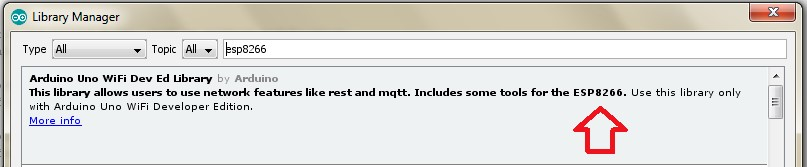 Library Manager
Type All Topic All esp8266
Arduino Uno WiFi Dev Ed Library by Arduino
This library allows users to use network features like rest and mqtt. Includes some tools for the ESP8266. Use this library only
with Arduino Uno WiFi Developer Edition.
More info